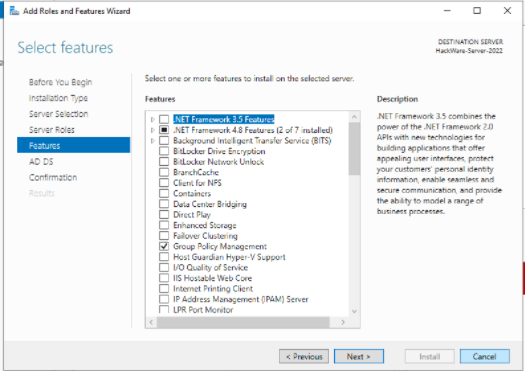 Add Roles and Features Wizard
Select features
DESTINATION SERVER
HackWare-Server-2022
Before You Begin
Installation Type
Server Selection
Server Roles
Features
AD DS
Confirmation
Results
Select one or more features to install on the selected server.
Features
.NET Framework 3.5 Features
.NET Framework 4.8 Features (2 of 7 installed)
Background Intelligent Transfer Service (BITS)
BitLocker Drive Encryption
BitLocker Network Unlock
BranchCache
Client for NFS
Containers
Data Center Bridging
Direct Play
Enhanced Storage
Failover Clustering
Group Policy Management
Host Guardian Hyper-V Support
I/O Quality of Service
IIS Hostable Web Core
Internet Printing Client
IP Address Management (IPAM) Server
LPR Port Monitor
Description
.NET Framework 3.5 combines the
power of the .NET Framework 2.0
APIs with new technologies for
building applications that offer
appealing user interfaces, protect
your customers' personal identity
information, enable seamless and
secure communication, and provide
the ability to model a range of
business processes.
< Previous
Next >
Install
Cancel